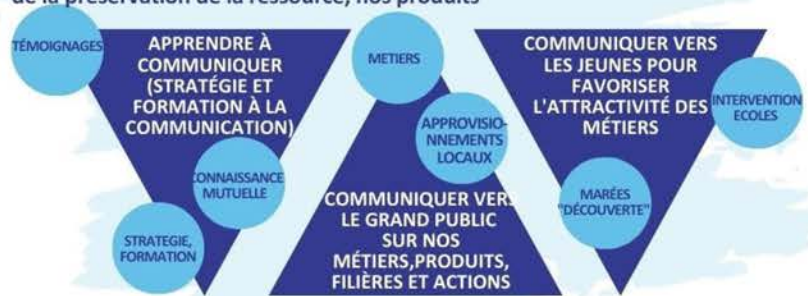 de la préservation de la ressource, nos produits
TÉMOIGNAGES
APPRENDRE À
COMMUNIQUER
(STRATÉGIE ET
FORMATION À LA
COMMUNICATION)
CONNAISSANCE
MUTUELLE
STRATEGIE,
FORMATION
METIERS
APPROVISIO-
NNEMENTS
LOCAUX
COMMUNIQUER VERS
LE GRAND PUBLIC
SUR NOS
MÉTIERS,PRODUITS,
FILIÈRES ET ACTIONS
COMMUNIQUER VERS
LES JEUNES POUR
FAVORISER
L'ATTRACTIVITÉ DES
MÉTIERS
INTERVENTION
ECOLES
MARÉES
"DÉCOUVERTE"